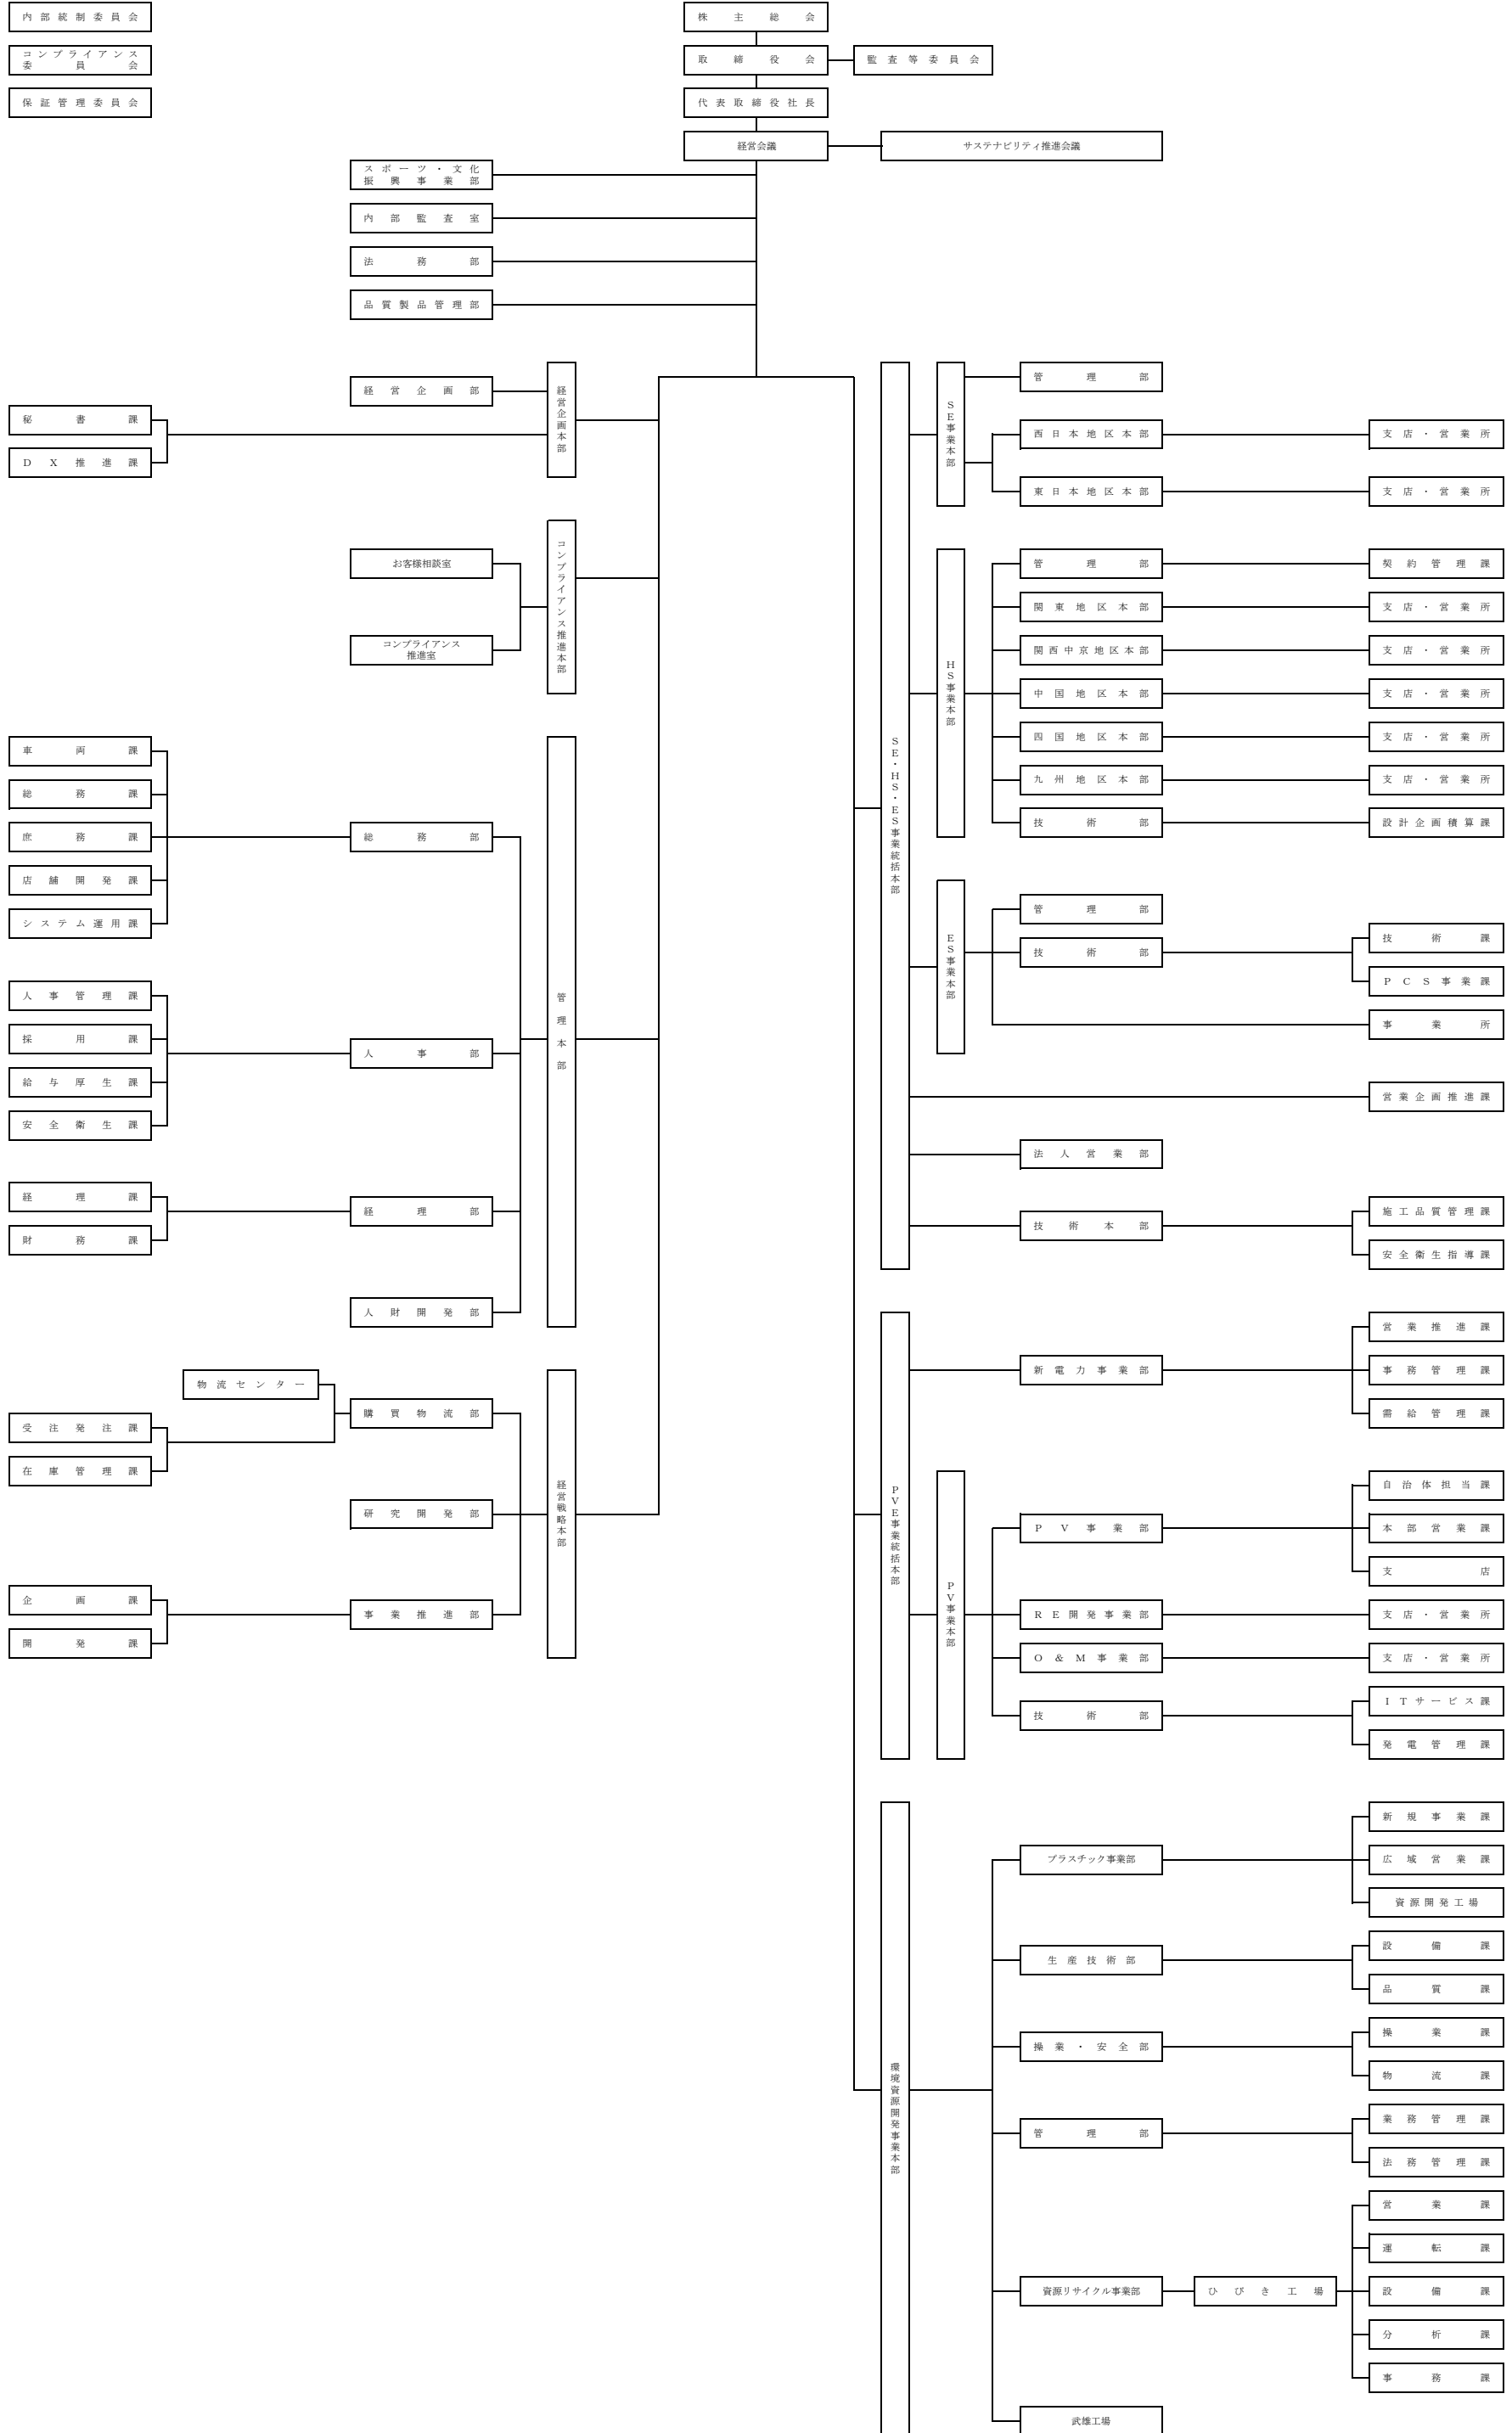 内部統制委員会
コンプライアンス
委員会
保証管理委員会
株主総会
取締役会
監査等委員会
代表取締役社長
経営会議
サステナビリティ推進会議
スポーツ・文化
振興事業部
内部監査室
法務部
品質製品管理部
経営企画本部
経営企画部
秘書課
DX推進課
コンプライアンス推進本部
お客様相談室
コンプライアンス
推進室
管理本部
総務部
車両課
総務課
庶務課
店舗開発課
システム運用課
人事部
人事管理課
採用課
給与厚生課
安全衛生課
経理部
経理課
財務課
人財開発部
経営戦略本部
物流センター
購買物流部
受注発注課
在庫管理課
研究開発部
事業推進部
企画課
開発課
SE・HS・ES事業統括本部
SE事業本部
管理部
西日本地区本部
支店・営業所
東日本地区本部
支店・営業所
HS事業本部
管理部
契約管理課
関東地区本部
支店・営業所
関西中京地区本部
支店・営業所
中国地区本部
支店・営業所
四国地区本部
支店・営業所
九州地区本部
支店・営業所
技術部
設計企画積算課
ES事業本部
管理部
技術部
技術課
PCS事業課
事業所
営業企画推進課
法人営業部
技術本部
施工品質管理課
安全衛生指導課
PVE事業統括本部
新電力事業部
営業推進課
事務管理課
需給管理課
PV事業本部
PV事業部
自治体担当課
本部営業課
支店
RE開発事業部
支店・営業所
O&M事業部
支店・営業所
技術部
ITサービス課
発電管理課
環境資源開発事業本部
プラスチック事業部
新規事業課
広域営業課
資源開発工場
生産技術部
設備課
品質課
操業・安全部
操業課
物流課
管理部
業務管理課
法務管理課
資源リサイクル事業部
ひびき工場
営業課
運転課
設備課
分析課
事務課
武雄工場